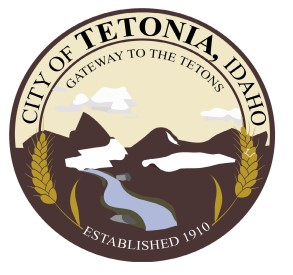 CITY OF TETONIA, IDAHO
GATEWAY TO THE TETONS
ESTABLISHED 1910